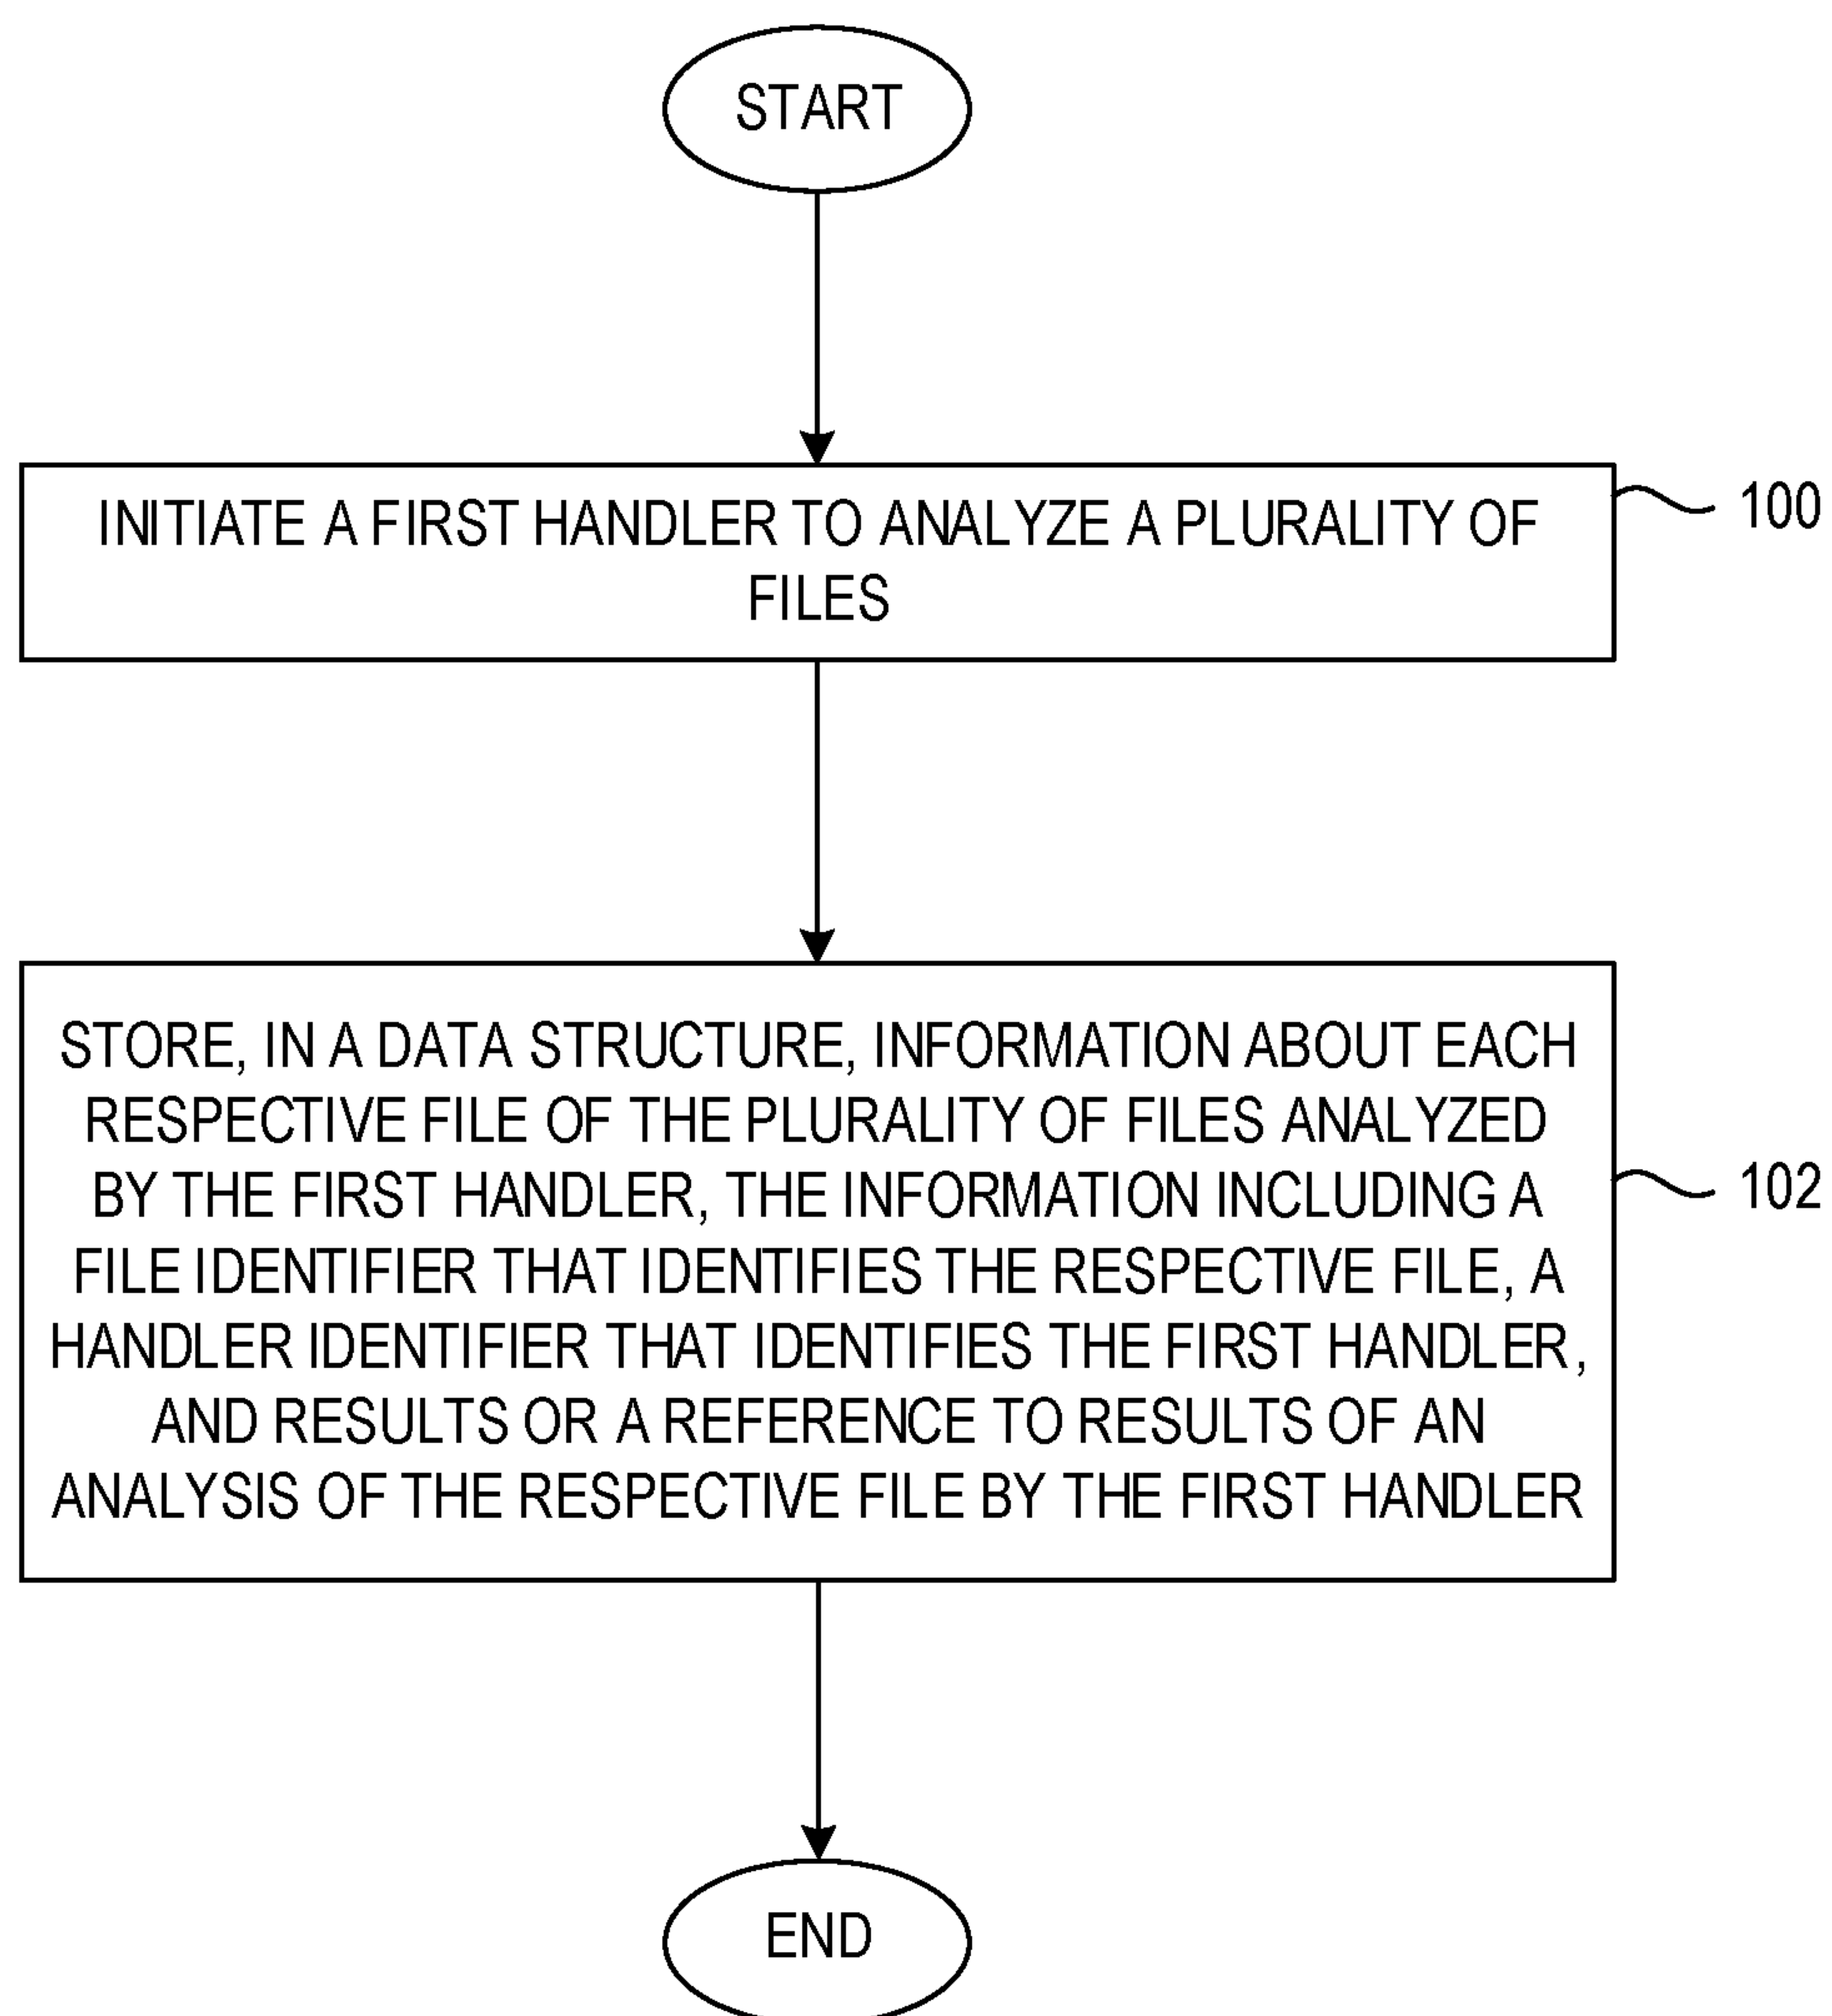 START
INITIATE A FIRST HANDLER TO ANALYZE A PLURALITY OF
FILES
100
STORE, IN A DATA STRUCTURE, INFORMATION ABOUT EACH
RESPECTIVE FILE OF THE PLURALITY OF FILES ANALYZED
BY THE FIRST HANDLER, THE INFORMATION INCLUDING A
FILE IDENTIFIER THAT IDENTIFIES THE RESPECTIVE FILE, A
HANDLER IDENTIFIER THAT IDENTIFIES THE FIRST HANDLER,
AND RESULTS OR A REFERENCE TO RESULTS OF AN
ANALYSIS OF THE RESPECTIVE FILE BY THE FIRST HANDLER
102
END